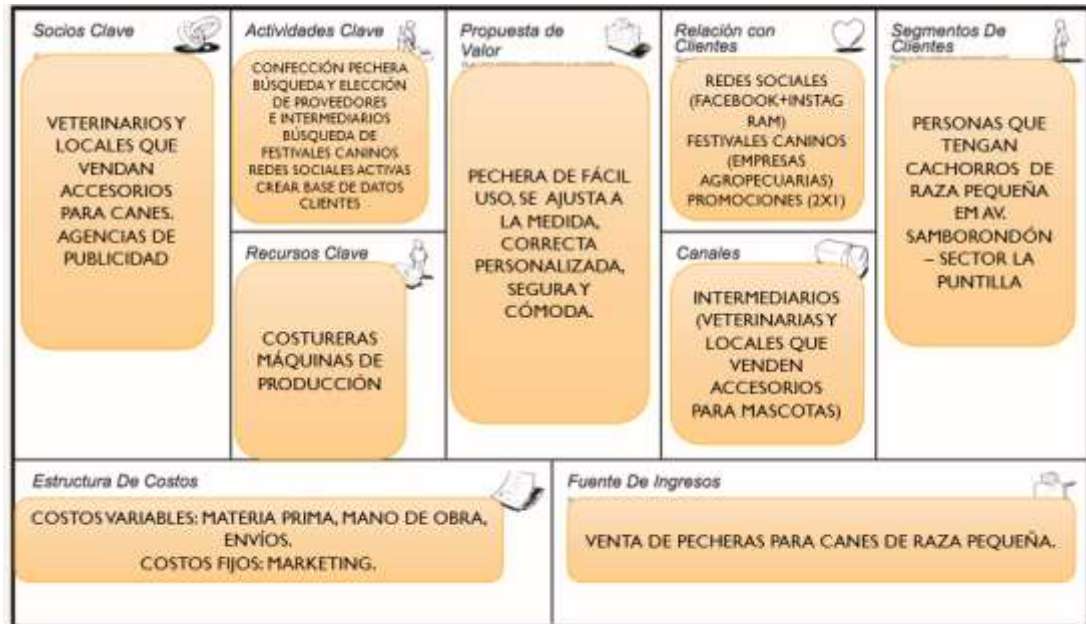 Socios Clave
VETERINARIOS Y
LOCALES QUE
VENDAN
ACCESORIOS
PARA CANES.
AGENCIAS DE
PUBLICIDAD
Actividades Clave
CONFECCIÓN PECHERA
BÚSQUEDA Y ELECCIÓN
DE PROVEEDORES
E INTERMEDIARIOS
BÚSQUEDA DE
FESTIVALES CANINOS
REDES SOCIALES ACTIVAS
CREAR BASE DE DATOS
CLIENTES
Recursos Clave
COSTURERAS
MÁQUINAS DE
PRODUCCIÓN
Propuesta de
Valor
PECHERA DE FÁCIL
USO, SE AJUSTA A
LA MEDIDA,
CORRECTA
PERSONALIZADA,
SEGURA Y
CÓMODA.
Relación con
Clientes
REDES SOCIALES
(FACEBOOK+INSTAG
RAM)
FESTIVALES CANINOS
(EMPRESAS
AGROPECUARIAS)
PROMOCIONES (2X1)
Canales
INTERMEDIARIOS
(VETERINARIAS Y
LOCALES QUE
VENDEN
ACCESORIOS
PARA MASCOTAS)
Segmentos De
Clientes
PERSONAS QUE
TENGAN
CACHORROS DE
RAZA PEQUEÑA
EM AV.
SAMBORONDÓN
– SECTOR LA
PUNTILLA
Estructura De Costos
COSTOS VARIABLES: MATERIA PRIMA, MANO DE OBRA,
ENVÍOS.
COSTOS FIJOS: MARKETING.
Fuente De Ingresos
VENTA DE PECHERAS PARA CANES DE RAZA PEQUEÑA.